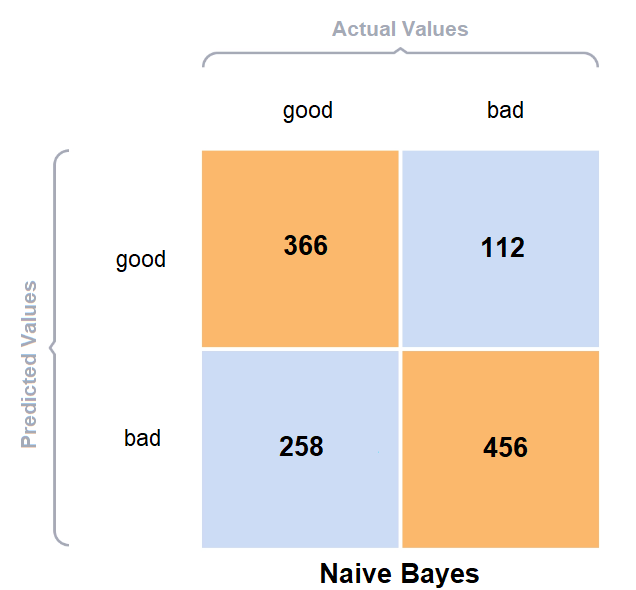 Actual Values
good bad
Predicted Values
good 366 112
bad 258 456
Naive Bayes